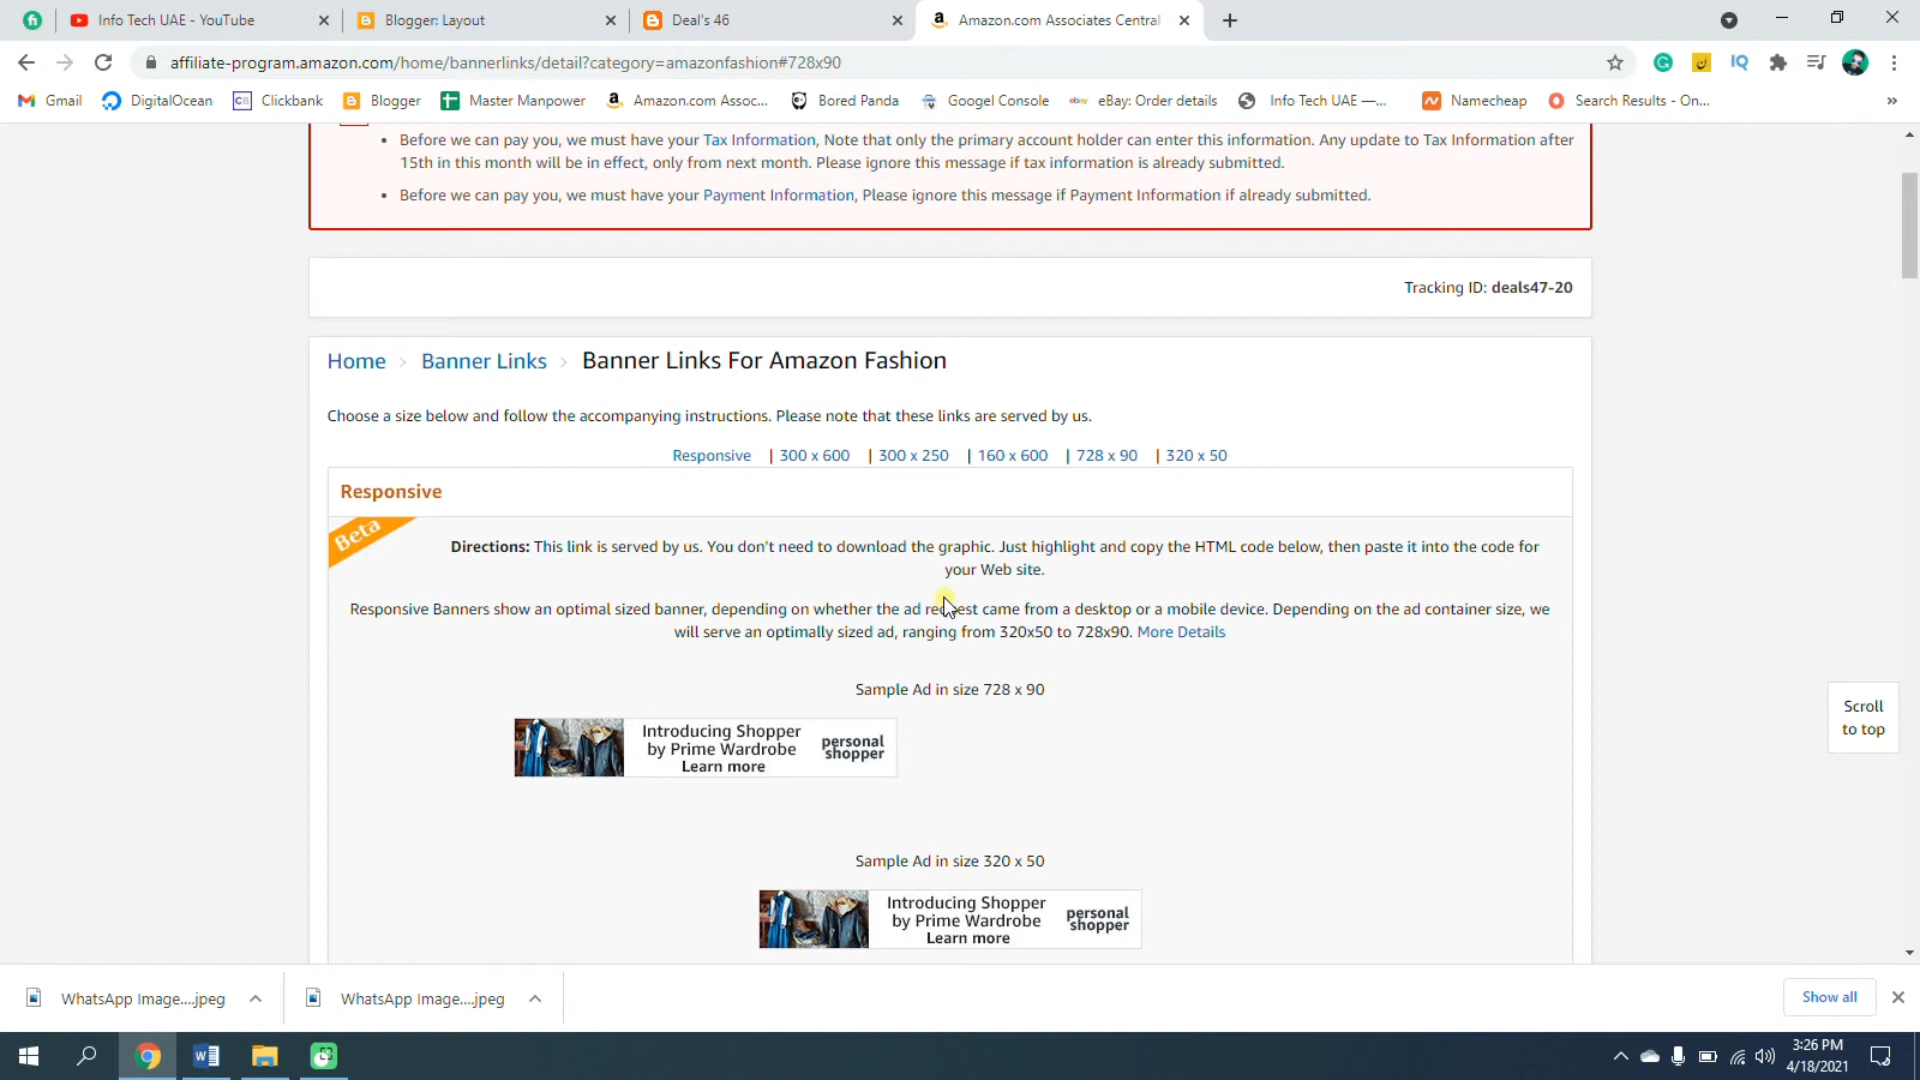 Info Tech UAE - YouTube
Blogger: Layout
Deal's 46
Amazon.com Associates Central
affiliate-program.amazon.com/home/bannerlinks/detail?category=amazonfashion#728x90
Gmail
DigitalOcean
CB Clickbank
Blogger
Master Manpower
Amazon.com Assoc...
Bored Panda
Googel Console
eBay: Order details
Info Tech UAE —...
Namecheap
Search Results - On...
• Before we can pay you, we must have your Tax Information, Note that only the primary account holder can enter this information. Any update to Tax Information after
15th in this month will be in effect, only from next month. Please ignore this message if tax information is already submitted.
• Before we can pay you, we must have your Payment Information, Please ignore this message if Payment Information if already submitted.
Tracking ID: deals47-20
Home › Banner Links › Banner Links For Amazon Fashion
Choose a size below and follow the accompanying instructions. Please note that these links are served by us.
Responsive | 300 x 600 | 300 x 250 | 160 x 600 | 728 x 90 | 320 x 50
Responsive
Beta
Directions: This link is served by us. You don't need to download the graphic. Just highlight and copy the HTML code below, then paste it into the code for
your Web site.
Responsive Banners show an optimal sized banner, depending on whether the ad request came from a desktop or a mobile device. Depending on the ad container size, we
will serve an optimally sized ad, ranging from 320x50 to 728x90. More Details
Sample Ad in size 728 x 90
Introducing Shopper
by Prime Wardrobe
Learn more
personal
shopper
Sample Ad in size 320 x 50
Introducing Shopper
by Prime Wardrobe
Learn more
personal
shopper
Scroll
to top
WhatsApp Image....jpeg
WhatsApp Image....jpeg
Show all
3:26 PM
4/18/2021